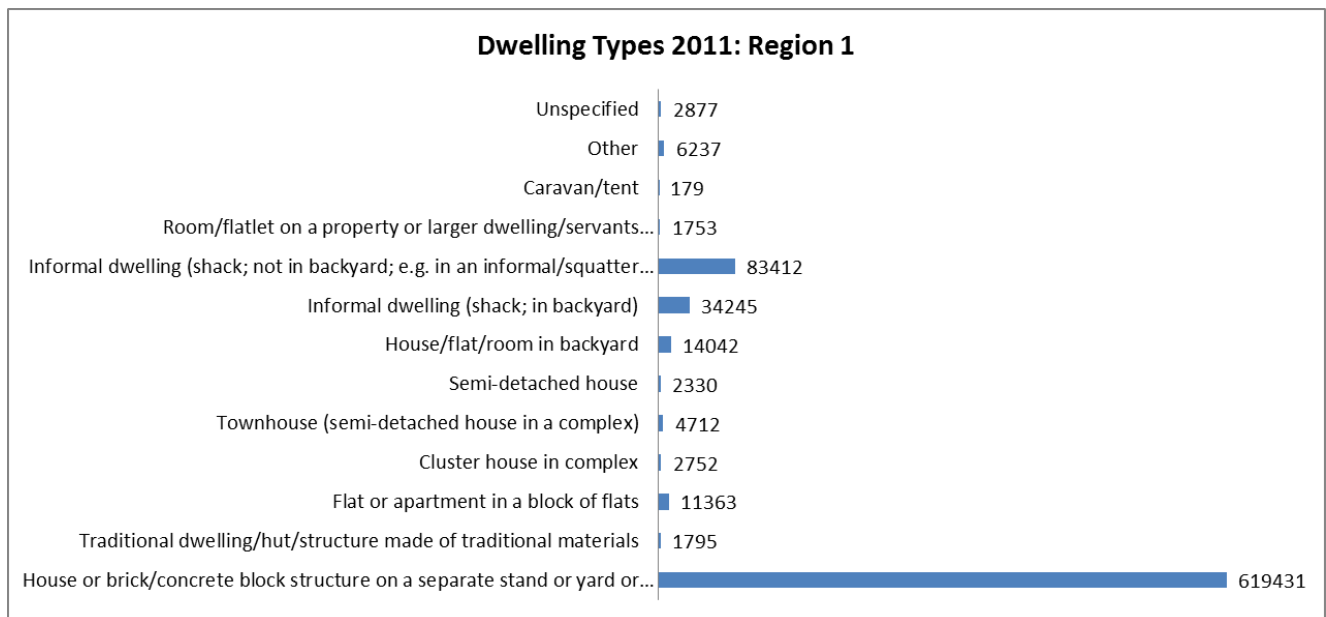 Dwelling Types 2011: Region 1
Unspecified 2877
Other 6237
Caravan/tent 179
Room/flatlet on a property or larger dwelling/servants... 1753
Informal dwelling (shack; not in backyard; e.g. in an informal/squatter... 83412
Informal dwelling (shack; in backyard) 34245
House/flat/room in backyard 14042
Semi-detached house 2330
Townhouse (semi-detached house in a complex) 4712
Cluster house in complex 2752
Flat or apartment in a block of flats 11363
Traditional dwelling/hut/structure made of traditional materials 1795
House or brick/concrete block structure on a separate stand or yard or... 619431